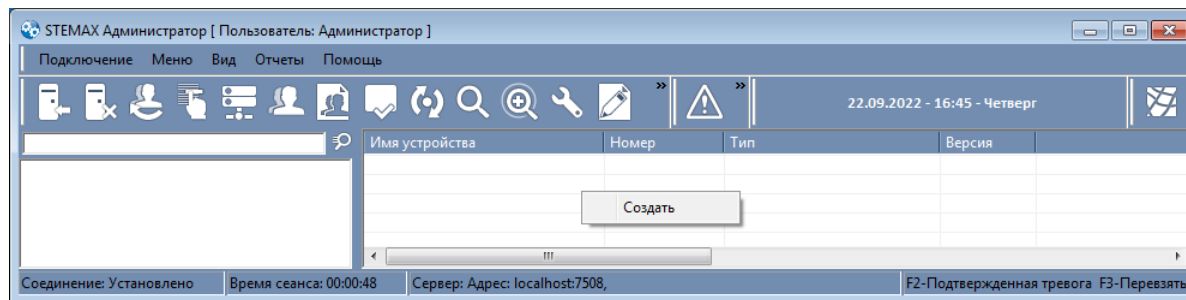 STEMAX Администратор [ Пользователь: Администратор ]
Подключение Меню Вид Отчеты Помощь
22.09.2022 - 16:45 - Четверг
Имя устройства Номер Тип Версия
Создать
Соединение: Установлено Время сеанса: 00:00:48 Сервер: Адрес: localhost:7508, F2-Подтвержденная тревога F3-Перевзять